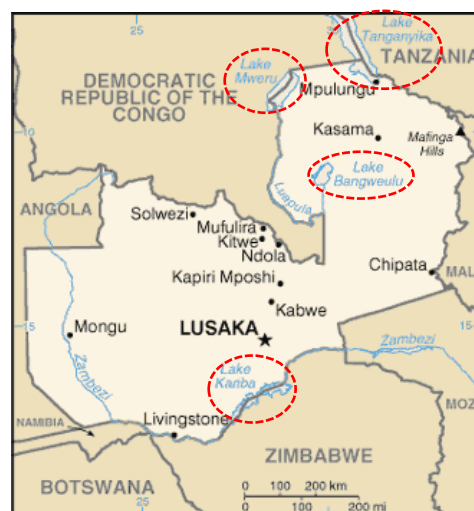 Lake
Tanganyika
TANZANIA
Lake
Mweru
DEMOCRATIC
REPUBLIC OF THE
CONGO
Mpulungu
10
Kasama
Mafinga
Hills
Lake
Bangweulu
Luapula
ANGOLA
Solwezi
Mufulira
Kitwe
Ndola
Chipata
MAL
Kapiri Mposhi
Kabwe
15
Mongu
LUSAKA
15
Zambezi
Zambezi
Lake
Kariba
MOZ
NAMIBIA
Livingstone
ZIMBABWE
BOTSWANA
0 100 200 km
0 100 200 mi
25
25